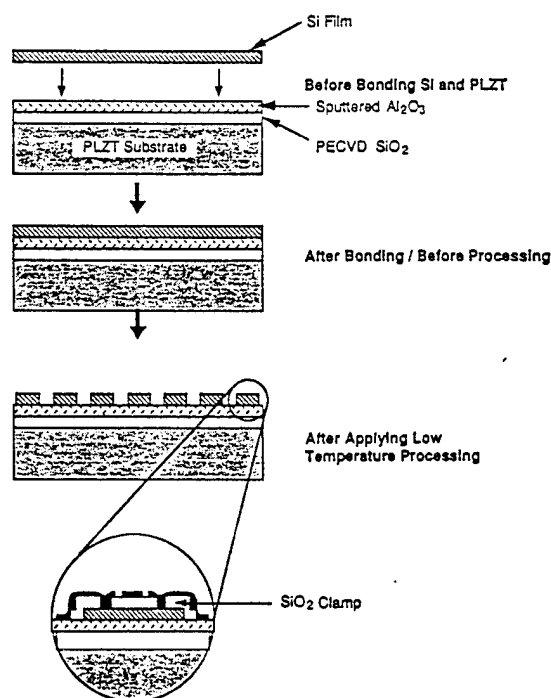 Si Film
Before Bonding Si and PLZT
Sputtered Al₂O₃
PECVD SiO₂
PLZT Substrate
After Bonding / Before Processing
After Applying Low
Temperature Processing
SiO₂ Clamp